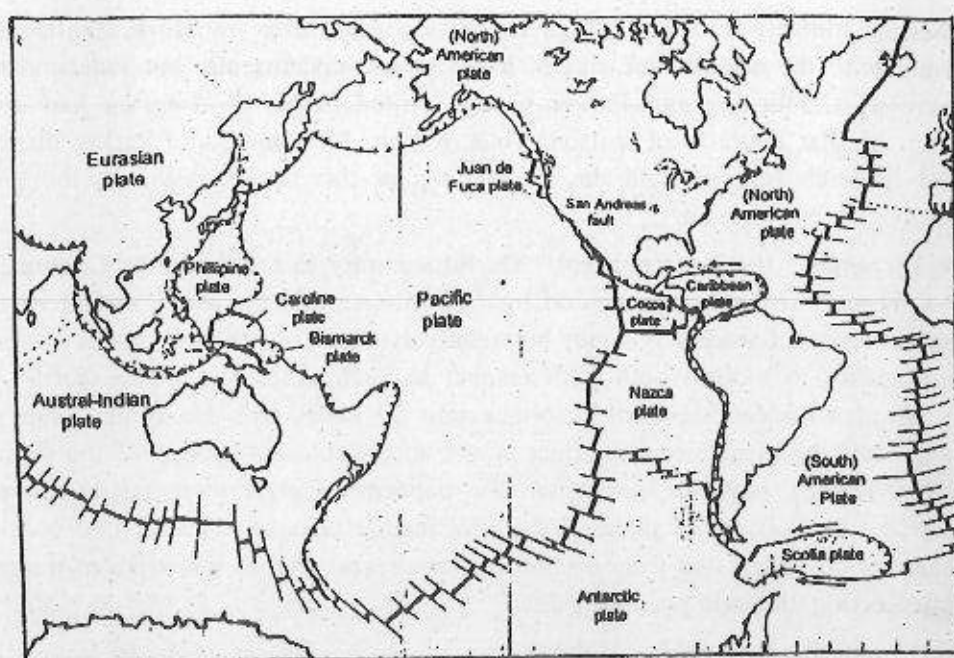 (North)
American
plate
Eurasian
plate
Juan de
Fuca plate
San Andreas
fault
(North)
American
plate
Philipine
plate
Caroline
plate
Bismarck
plate
Pacific
plate
Cocos
plate
Caribbean
plate
Austral-Indian
plate
Nazca
plate
(South)
American
Plate
Scotia plate
Antarctic
plate